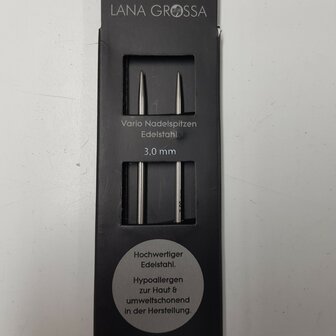 LANA GROSSA
Vario Nadelspitzen
Edelstahl
3,0 mm
Hochwertiger
Edelstahl.
Hypoallergen
zur Haut &
umweltschonend
in der Herstellung.